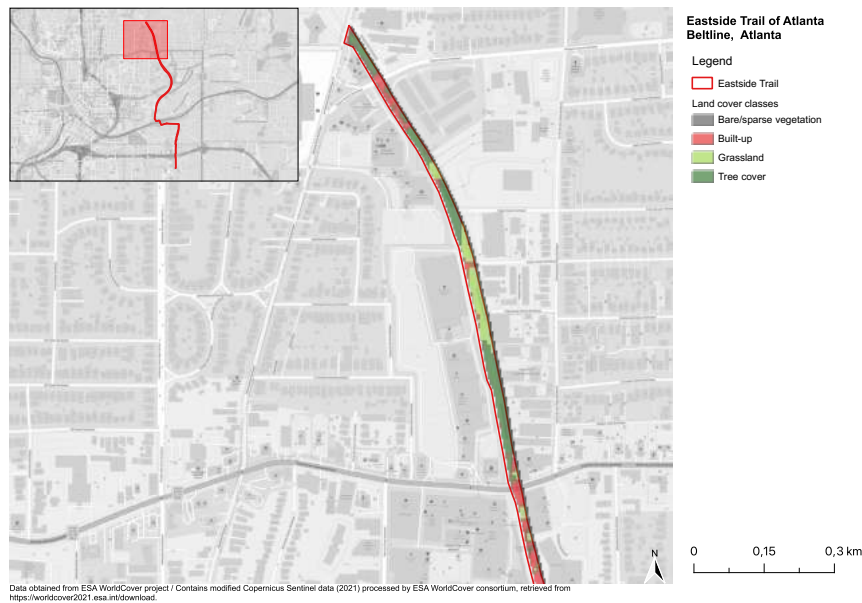 Eastside Trail of Atlanta
Beltline, Atlanta
Legend
Eastside Trail
Land cover classes
Bare/sparse vegetation
Built-up
Grassland
Tree cover
N
0 0,15 0,3 km
Data obtained from ESA WorldCover project / Contains modified Copernicus Sentinel data (2021) processed by ESA WorldCover consortium, retrieved from
https://worldcover2021.esa.int/download.